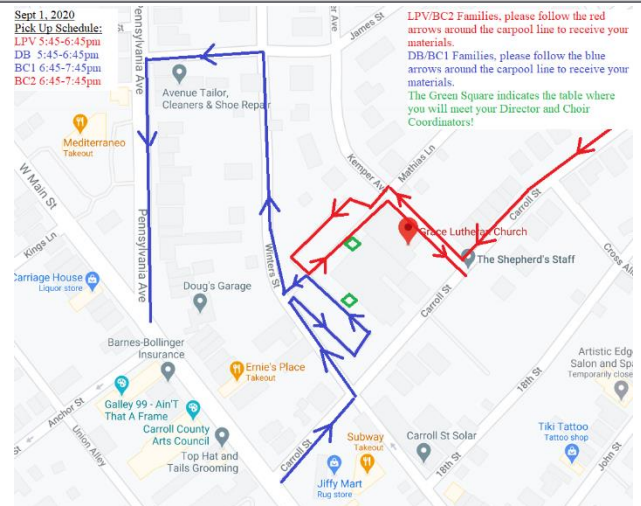 Sept 1, 2020
Pick Up Schedule:
LPV 5:45-6:45pm
DB 5:45-6:45pm
BC1 6:45-7:45pm
BC2 6:45-7:45pm
LPV/BC2 Families, please follow the red
arrows around the carpool line to receive your
materials.
DB/BC1 Families, please follow the blue
arrows around the carpool line to receive your
materials.
The Green Square indicates the table where
you will meet your Director and Choir
Coordinators!
Pennsylvania Ave
James St
Avenue Tailor,
Cleaners & Shoe Repair
Mediterraneo
Takeout
W Main St
Kemper Ave
Mathias Ln
Carroll St
Pennsylvania Ave
Grace Lutheran Church
Kings Ln
Winters St
The Shepherd's Staff
Carriage House
Liquor store
Doug's Garage
Carroll St
Barnes-Bollinger
Insurance
Ernie's Place
Takeout
18th St
Artistic Edg
Salon and Sp
Temporarily close
Anchor St
Galley 99 - Ain'T
That A Frame
Carroll County
Arts Council
Union Alley
Top Hat and
Tails Grooming
Carroll St
Subway
Takeout
Carroll St Solar
Tiki Tattoo
Tattoo shop
Jiffy Mart
Rug store
18th St
John St